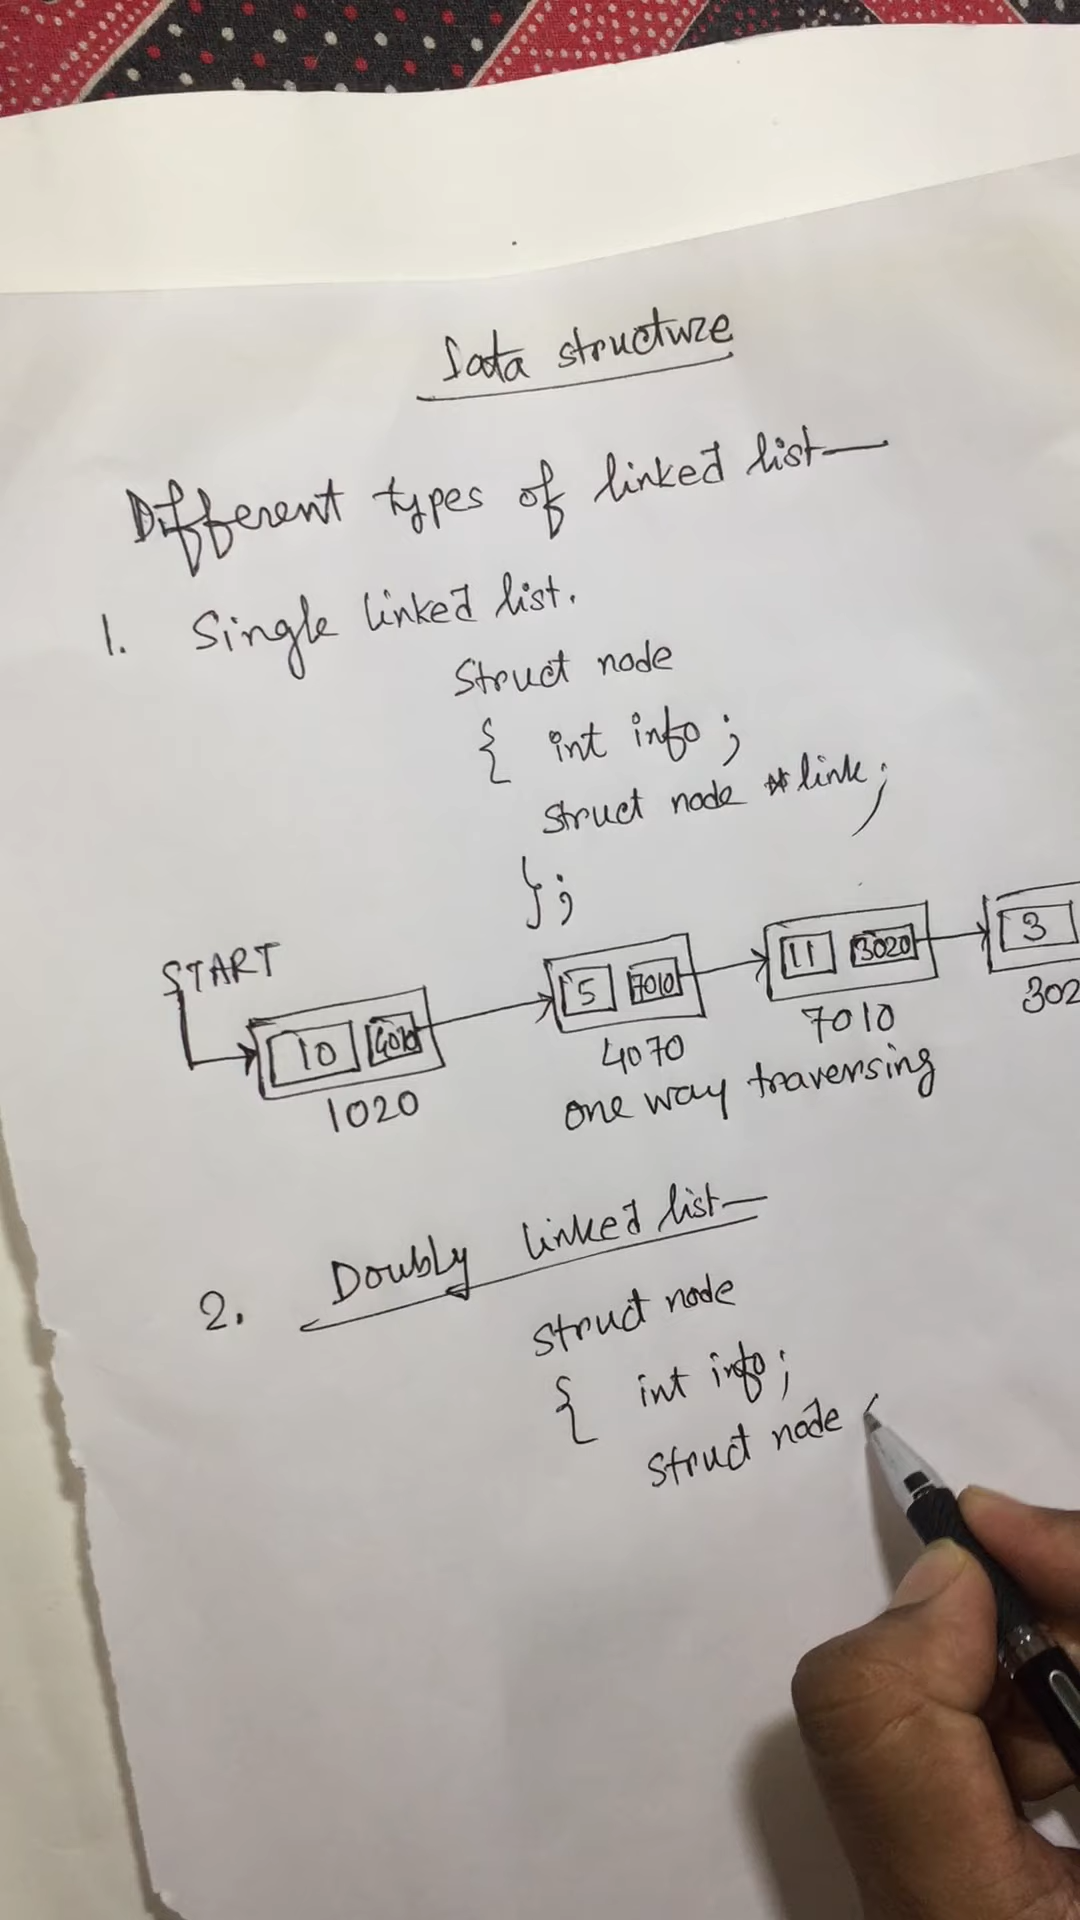 Data structure
Different types of linked list—
1. Single linked list.
struct node
{ int info;
struct node *link;
};
START
10 5 7010 11 3020 3
1020 4070 7010 302
one way traversing
2. Doubly linked list—
struct node
{ int info;
struct node